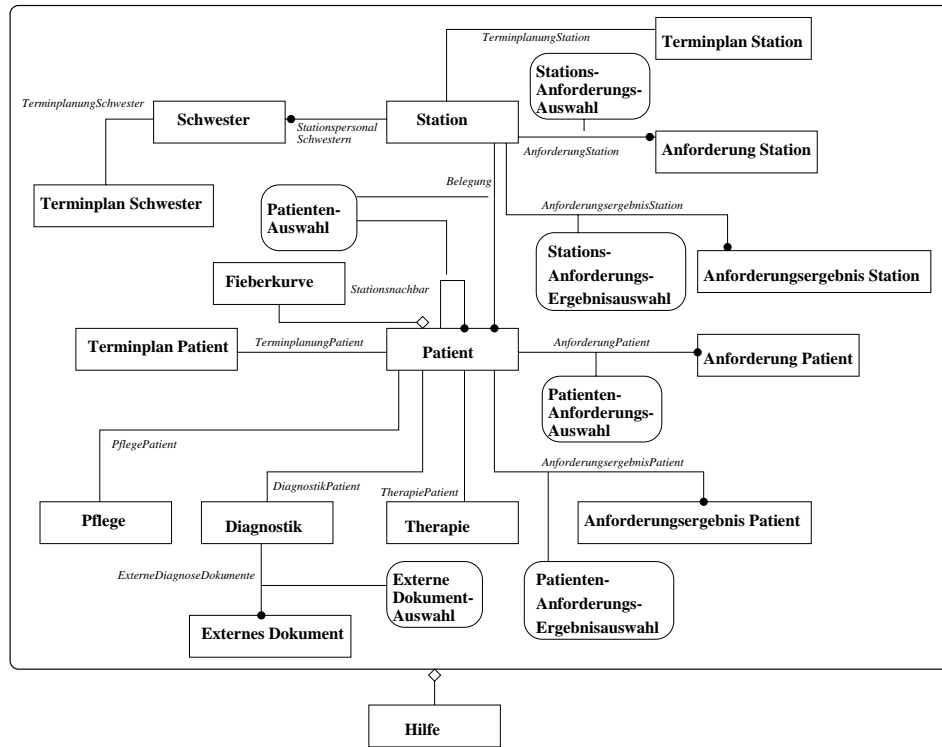 TerminplanungStation
Terminplan Station
Stations-
Anforderungs-
Auswahl
TerminplanungSchwester
Schwester
Stationspersonal
Schwestern
Station
AnforderungStation
Anforderung Station
Terminplan Schwester
Belegung
Patienten-
Auswahl
AnforderungsergebnisStation
Stations-
Anforderungs-
Ergebnisauswahl
Anforderungsergebnis Station
Fieberkurve
Stationsnachbar
Terminplan Patient
TerminplanungPatient
Patient
AnforderungPatient
Anforderung Patient
Patienten-
Anforderungs-
Auswahl
PflegePatient
AnforderungsergebnisPatient
DiagnostikPatient
TherapiePatient
Pflege
Diagnostik
Therapie
Anforderungsergebnis Patient
ExterneDiagnoseDokumente
Externe
Dokument-
Auswahl
Patienten-
Anforderungs-
Ergebnisauswahl
Externes Dokument
Hilfe